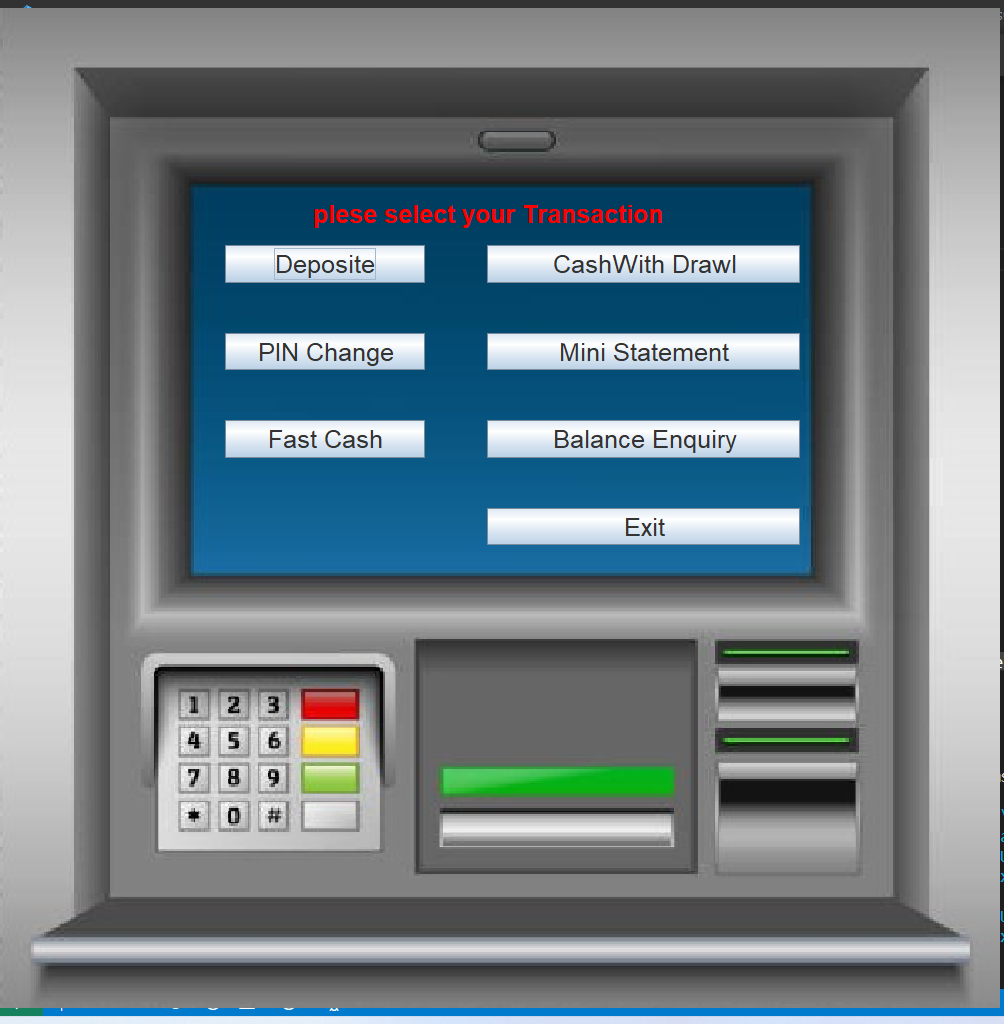 plese select your Transaction
Deposite CashWith Drawl
PIN Change Mini Statement
Fast Cash Balance Enquiry
Exit
1 2 3
4 5 6
7 8 9
* 0 #